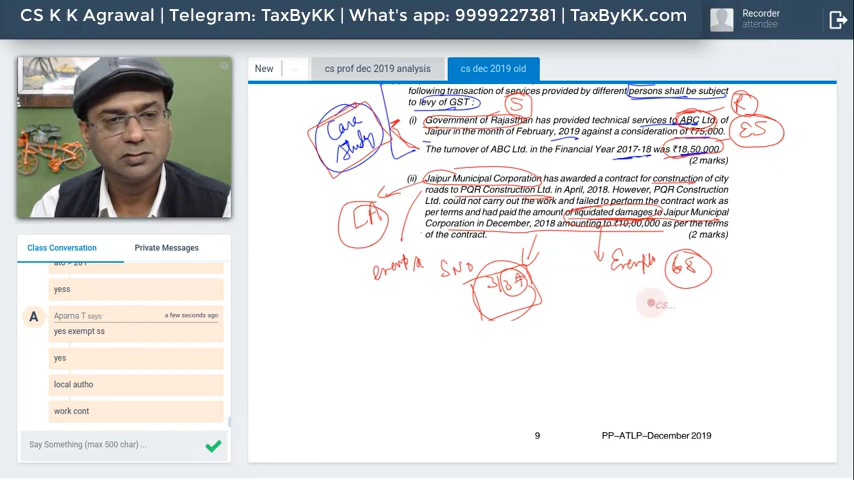 CS K K Agrawal | Telegram: TaxByKK | What's app: 9999227381 | TaxByKK.com
Recorder
attendee
New
cs prof dec 2019 analysis
cs dec 2019 old
following transaction of services provided by different persons shall be subject
to levy of GST :
S
R
(i) Government of Rajasthan has provided technical services to ABC Ltd. of
Jaipur in the month of February, 2019 against a consideration of ₹75,000.
ES
Case
Study
The turnover of ABC Ltd. in the Financial Year 2017-18 was ₹18,50,000.
(2 marks)
(ii) Jaipur Municipal Corporation has awarded a contract for construction of city
roads to PQR Construction Ltd. in April, 2018. However, PQR Construction
Ltd. could not carry out the work and failed to perform the contract work as
per terms and had paid the amount of liquidated damages to Jaipur Municipal
Corporation in December, 2018 amounting to ₹10,00,000 as per the terms
of the contract.
(2 marks)
LA
SNO
68
cs...
9
PP–ATLP–December 2019
Class Conversation
Private Messages
yess
A
Aparna T says:
a few seconds ago
yes exempt ss
yes
local autho
work cont
Say Something (max 500 char) ...